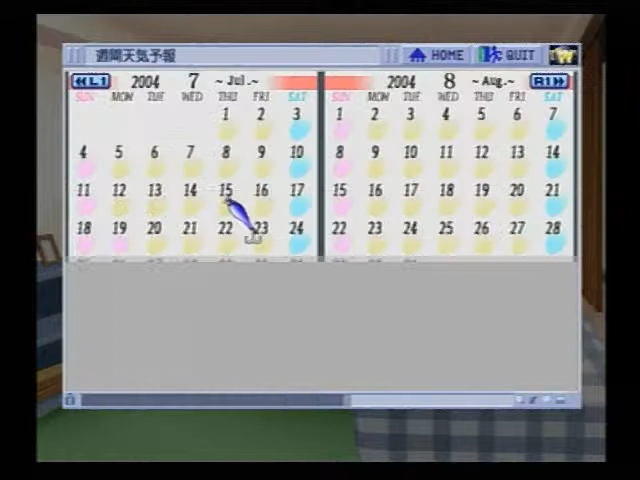 週間天気予報 HOME QUIT
L1 2004 7 ~Jul.~ 2004 8 ~Aug.~ R1
SUN MON TUE WED THU FRI SAT SUN MON TUE WED THU FRI SAT
1 2 3 1 2 3 4 5 6 7
4 5 6 7 8 9 10 8 9 10 11 12 13 14
11 12 13 14 15 16 17 15 16 17 18 19 20 21
18 19 20 21 22 23 24 22 23 24 25 26 27 28